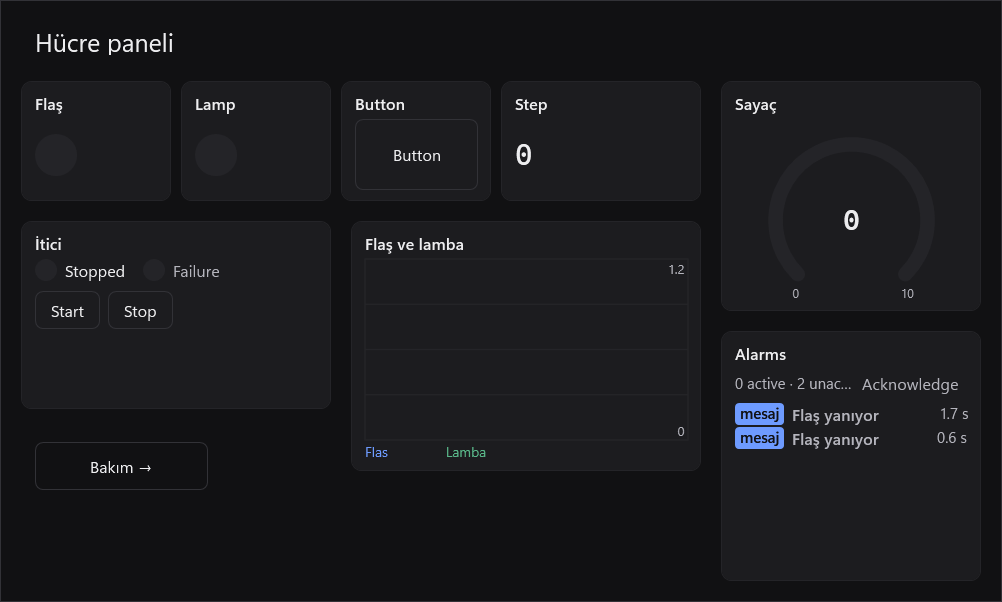 Hücre paneli
Flaş
Lamp
Button
Button
Step
0
Sayaç
0
0
10
İtici
Stopped
Failure
Start
Stop
Flaş ve lamba
1.2
0
Flas
Lamba
Alarms
0 active · 2 unac...
Acknowledge
mesaj Flaş yanıyor 1.7 s
mesaj Flaş yanıyor 0.6 s
Bakım →